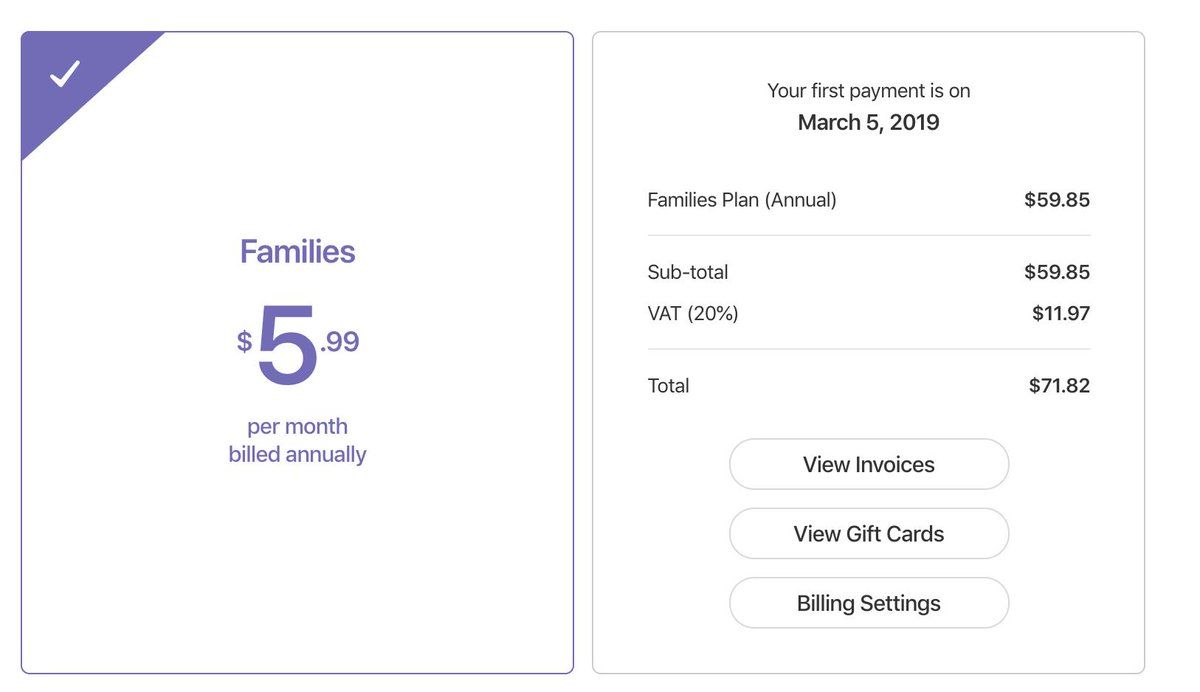 Families
$5.99
per month
billed annually
Your first payment is on
March 5, 2019
Families Plan (Annual) $59.85
Sub-total $59.85
VAT (20%) $11.97
Total $71.82
View Invoices
View Gift Cards
Billing Settings